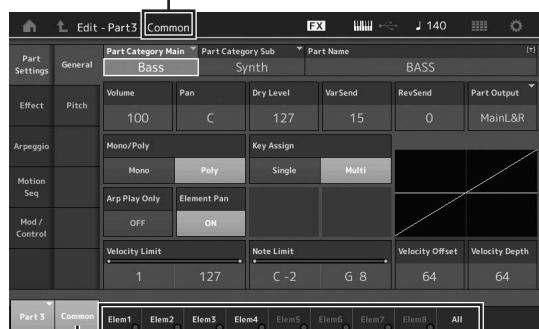 Edit - Part3 Common FX ♩ 140
Part Settings
General
Part Category Main Part Category Sub Part Name [T]
Bass Synth BASS
Effect
Pitch
Volume Pan Dry Level VarSend RevSend Part Output
100 C 127 15 0 MainL&R
Arpeggio
Mono/Poly Key Assign
Mono Poly Single Multi
Motion Seq
Arp Play Only Element Pan
OFF ON
Mod / Control
Velocity Limit Note Limit Velocity Offset Velocity Depth
1 127 C -2 G 8 64 64
Part 3 Common Elem1 Elem2 Elem3 Elem4 Elem5 Elem6 Elem7 Elem8 All